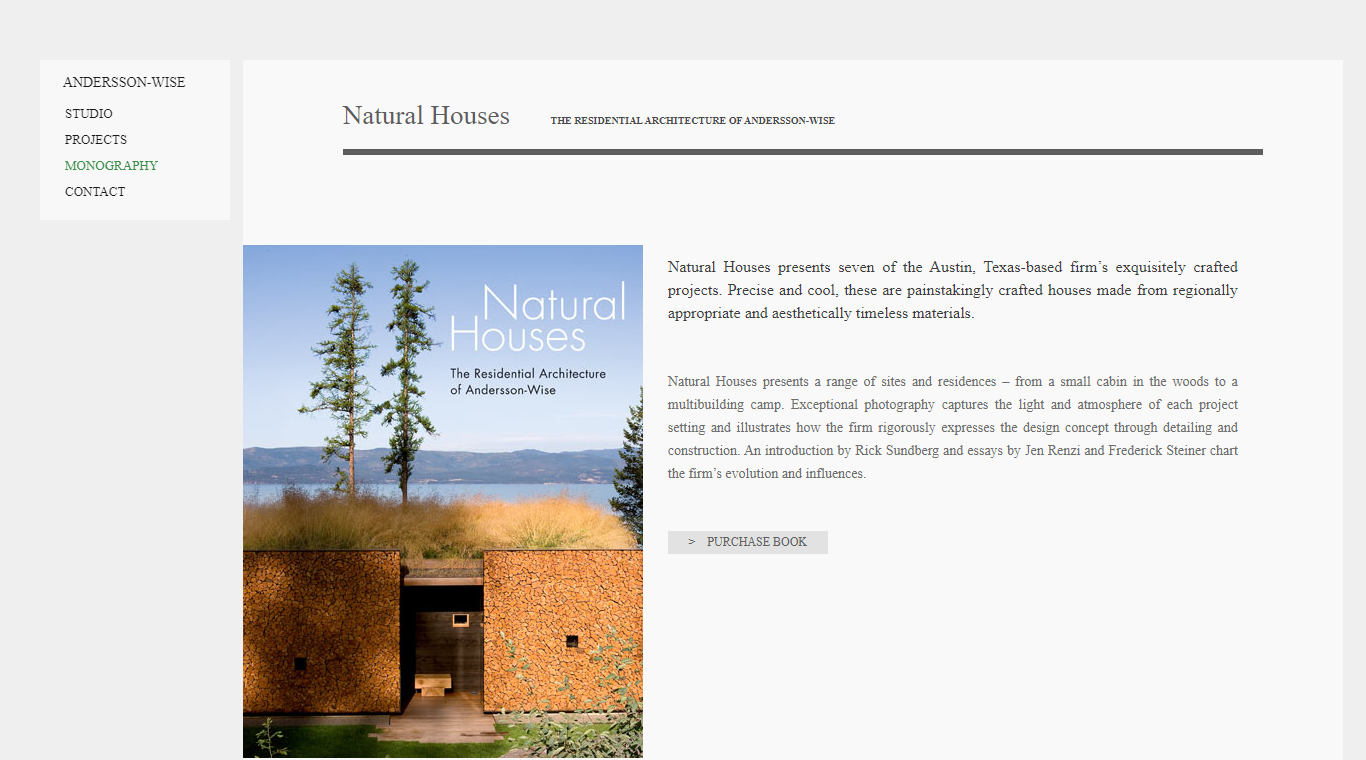 ANDERSSON-WISE
STUDIO
PROJECTS
MONOGRAPHY
CONTACT
Natural Houses
THE RESIDENTIAL ARCHITECTURE OF ANDERSSON-WISE
Natural
Houses
The Residential Architecture
of Andersson-Wise
Natural Houses presents seven of the Austin, Texas-based firm’s exquisitely crafted
projects. Precise and cool, these are painstakingly crafted houses made from regionally
appropriate and aesthetically timeless materials.
Natural Houses presents a range of sites and residences – from a small cabin in the woods to a
multibuilding camp. Exceptional photography captures the light and atmosphere of each project
setting and illustrates how the firm rigorously expresses the design concept through detailing and
construction. An introduction by Rick Sundberg and essays by Jen Renzi and Frederick Steiner chart
the firm’s evolution and influences.
> PURCHASE BOOK